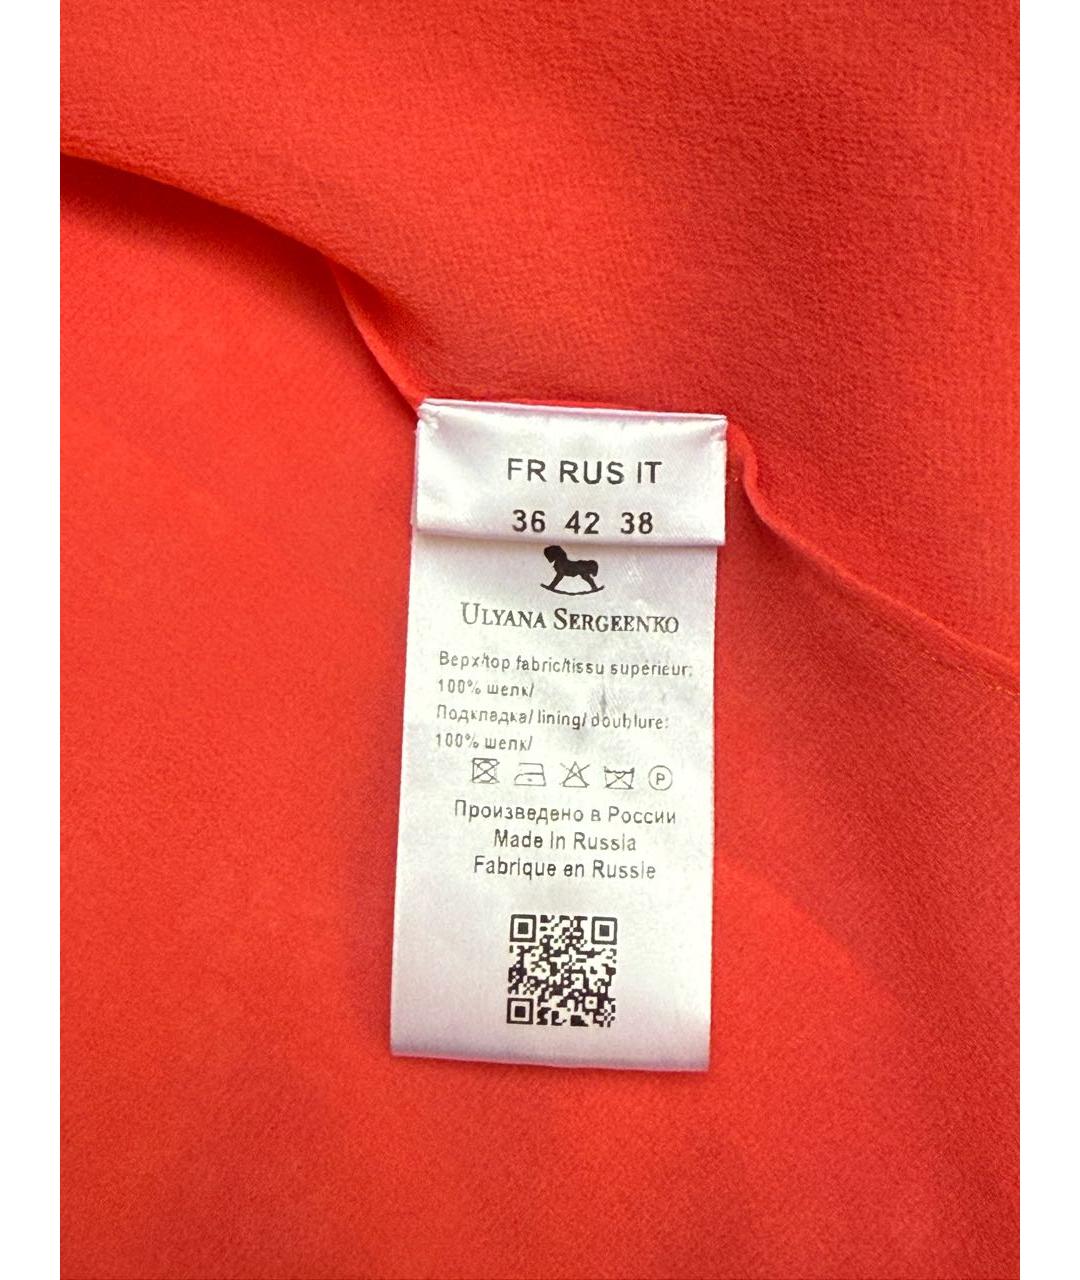 FR RUS IT
36 42 38
ULYANA SERGEENKO
Верх/top fabric/tissu supérieur:
100% шелк/
Подкладка/ lining/ doublure:
100% шелк/
P
Произведено в России
Made in Russia
Fabrique en Russie